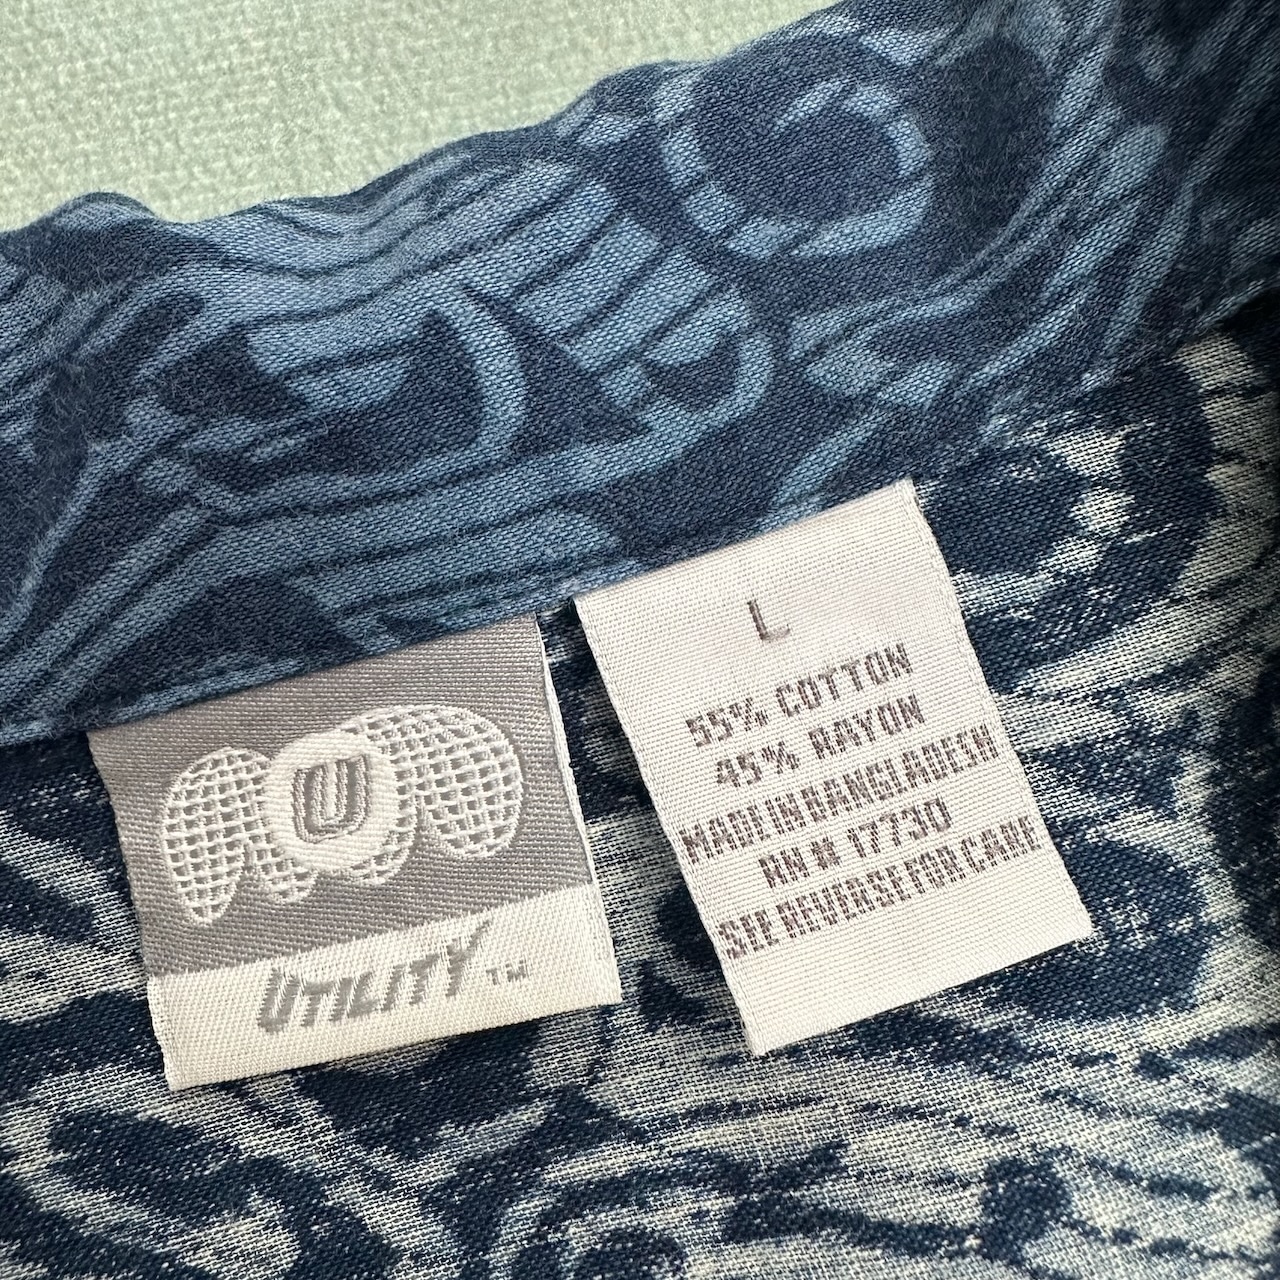 U
UTILITY™
L
55% COTTON
45% RAYON
MADE IN BANGLADESH
RN # 17730
SEE REVERSE FOR CARE